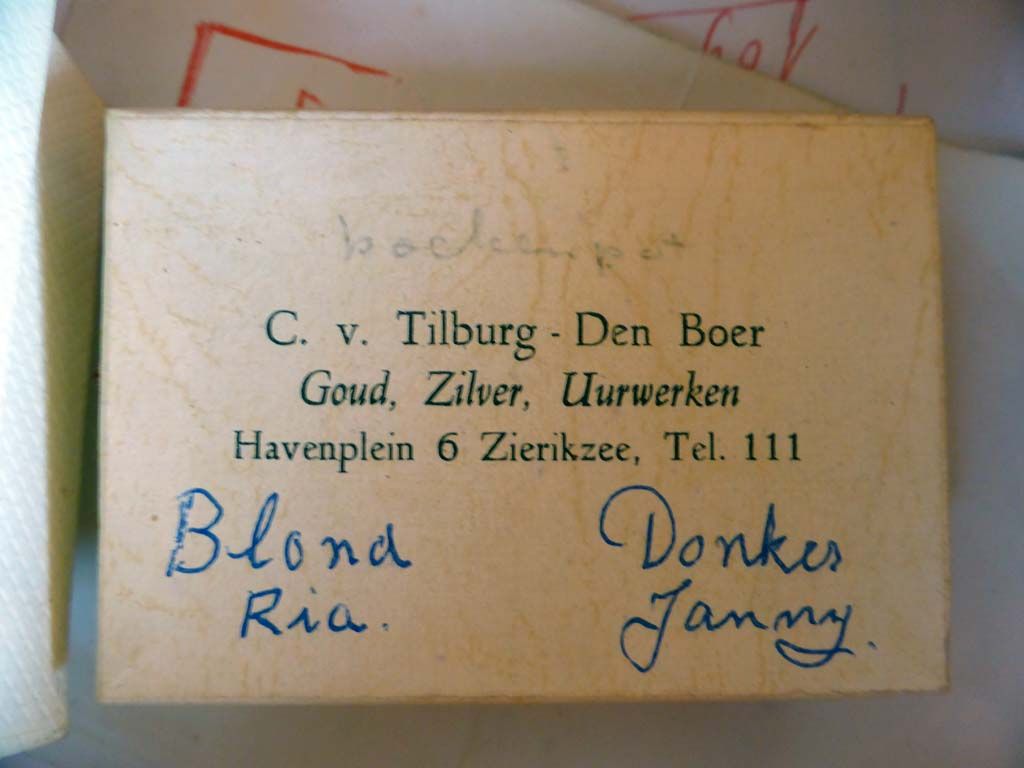 C. v. Tilburg - Den Boer
Goud, Zilver, Uurwerken
Havenplein 6 Zierikzee, Tel. 111
Blond Donker
Ria. Janny.